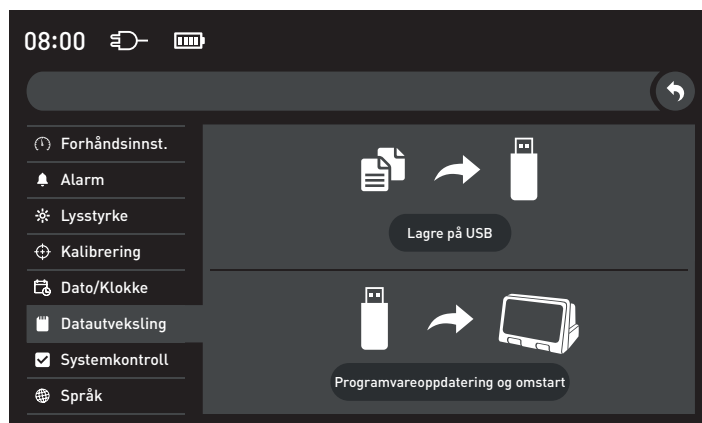 08:00
Forhåndsinnst.
Alarm
Lysstyrke
Kalibrering
Dato/Klokke
Datautveksling
Systemkontroll
Språk
Lagre på USB
Programvareoppdatering og omstart